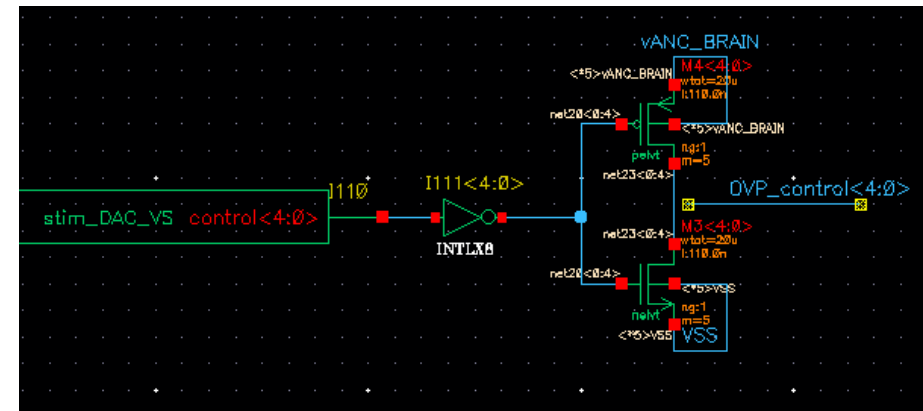 vANC_BRAIN
<*5>vANC_BRAIN
M4<4:0>
wtot=20u
l:110.0n
net20<0:4>
<*5>vANC_BRAIN
pelvt
ng:1
m=5
net23<0:4>
I110
I111<4:0>
OVP_control<4:0>
stim_DAC_VS control<4:0>
INTLX8
net23<0:4>
M3<4:0>
wtot=20u
l:110.0n
net20<0:4>
<*5>VSS
nelvt
ng:1
m=5
<*5>VSS
VSS